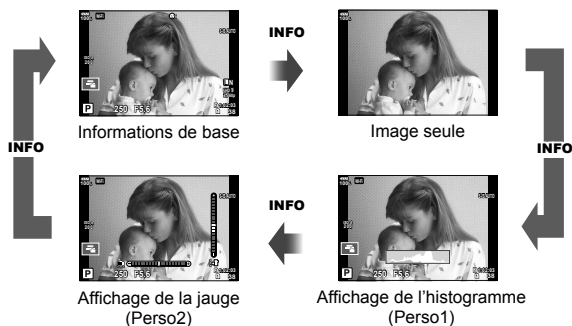 INFO
Informations de base
Image seule
INFO
INFO
INFO
Affichage de la jauge
(Perso2)
Affichage de l'histogramme
(Perso1)
P
250 F5.6
P
250 F5.6
P
250 F5.6